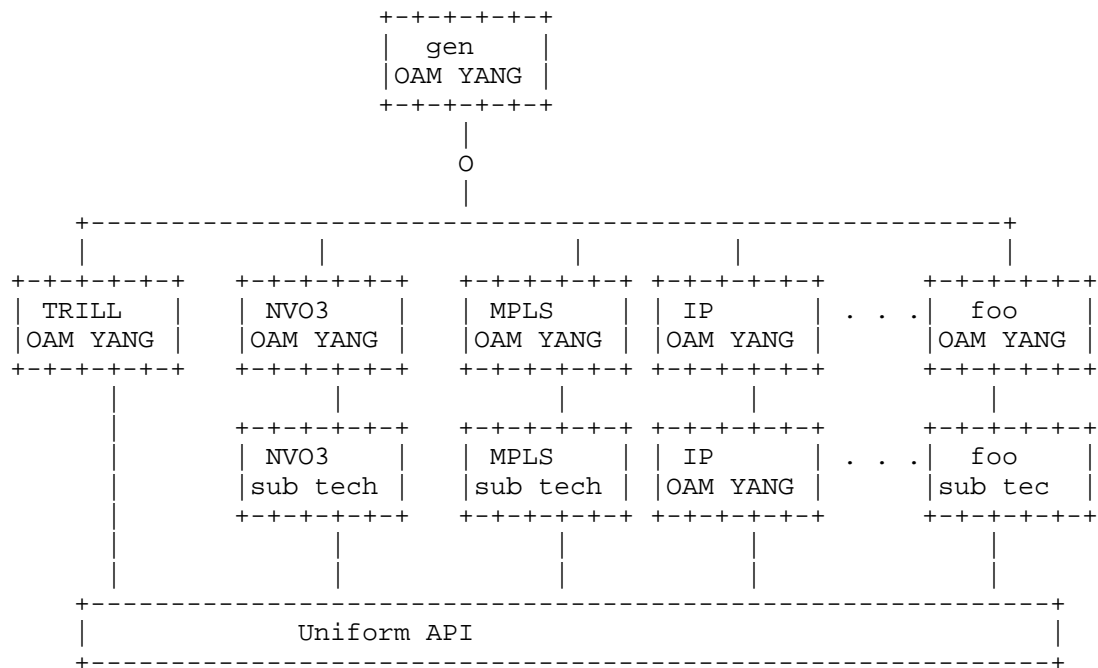 gen
OAM YANG
O
TRILL NVO3 MPLS IP . . . foo
OAM YANG OAM YANG OAM YANG OAM YANG OAM YANG
NVO3 MPLS IP . . . foo
sub tech sub tech OAM YANG sub tec
Uniform API